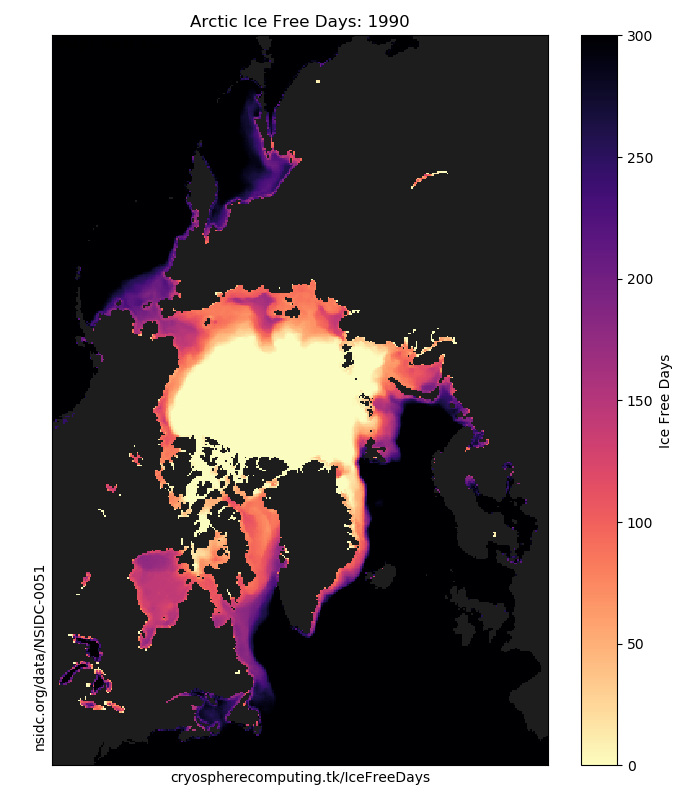 Arctic Ice Free Days: 1990
300
250
200
150
100
50
0
Ice Free Days
nsidc.org/data/NSIDC-0051
cryospherecomputing.tk/IceFreeDays